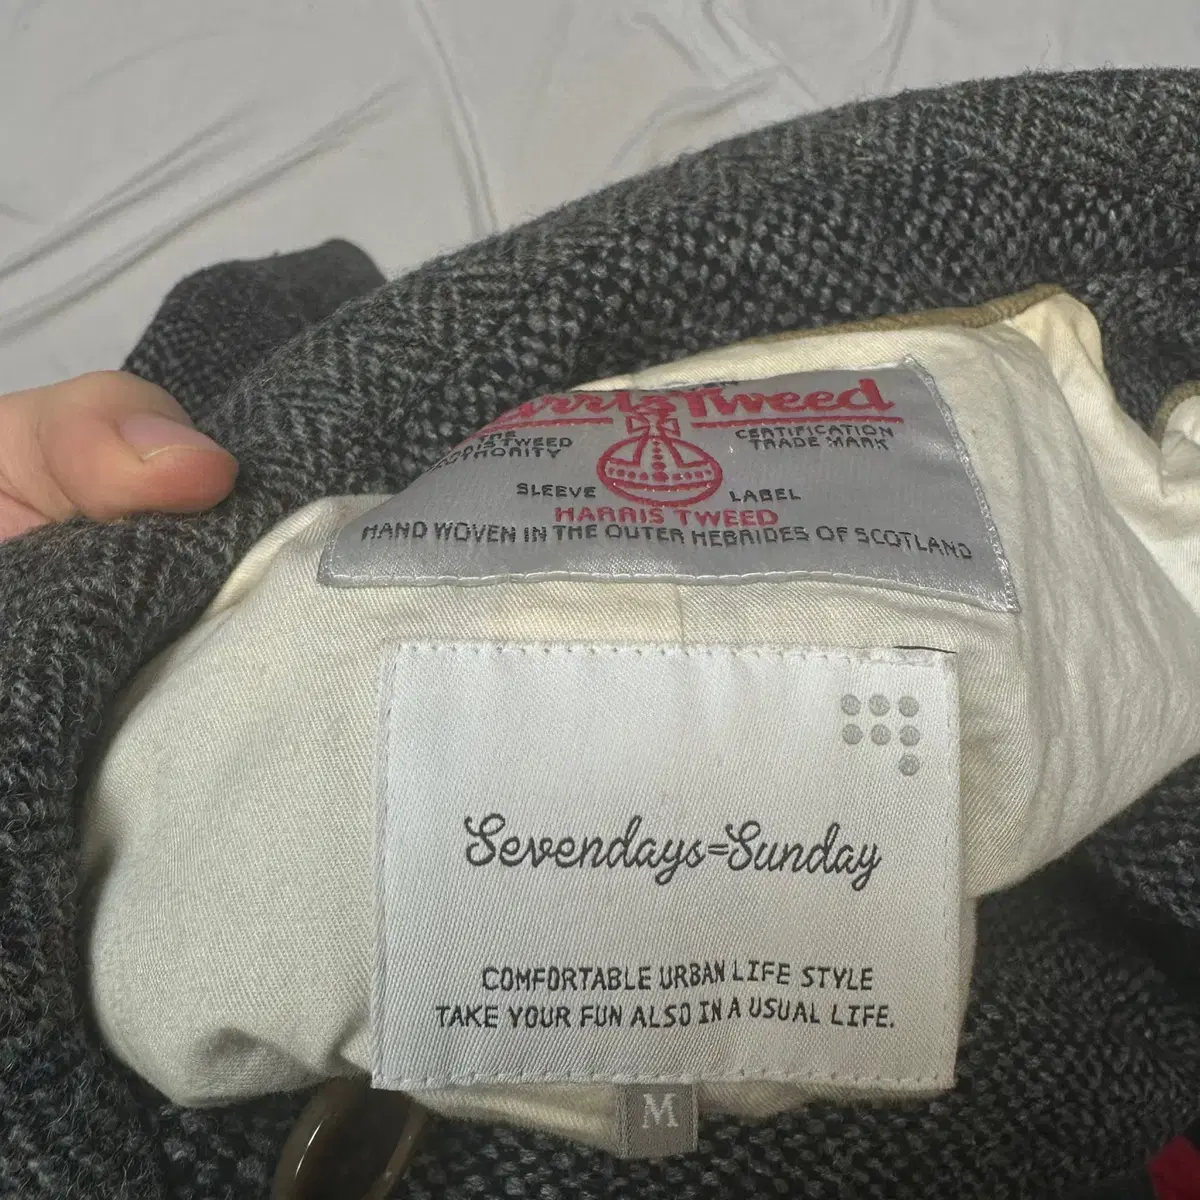 Tweed
CERTIFICATION
TRADE MARK
TWEED
SLEEVE LABEL
HARRIS TWEED
HAND WOVEN IN THE OUTER HEBRIDES OF SCOTLAND
Sevendays=Sunday
COMFORTABLE URBAN LIFE STYLE
TAKE YOUR FUN ALSO IN A USUAL LIFE.
M